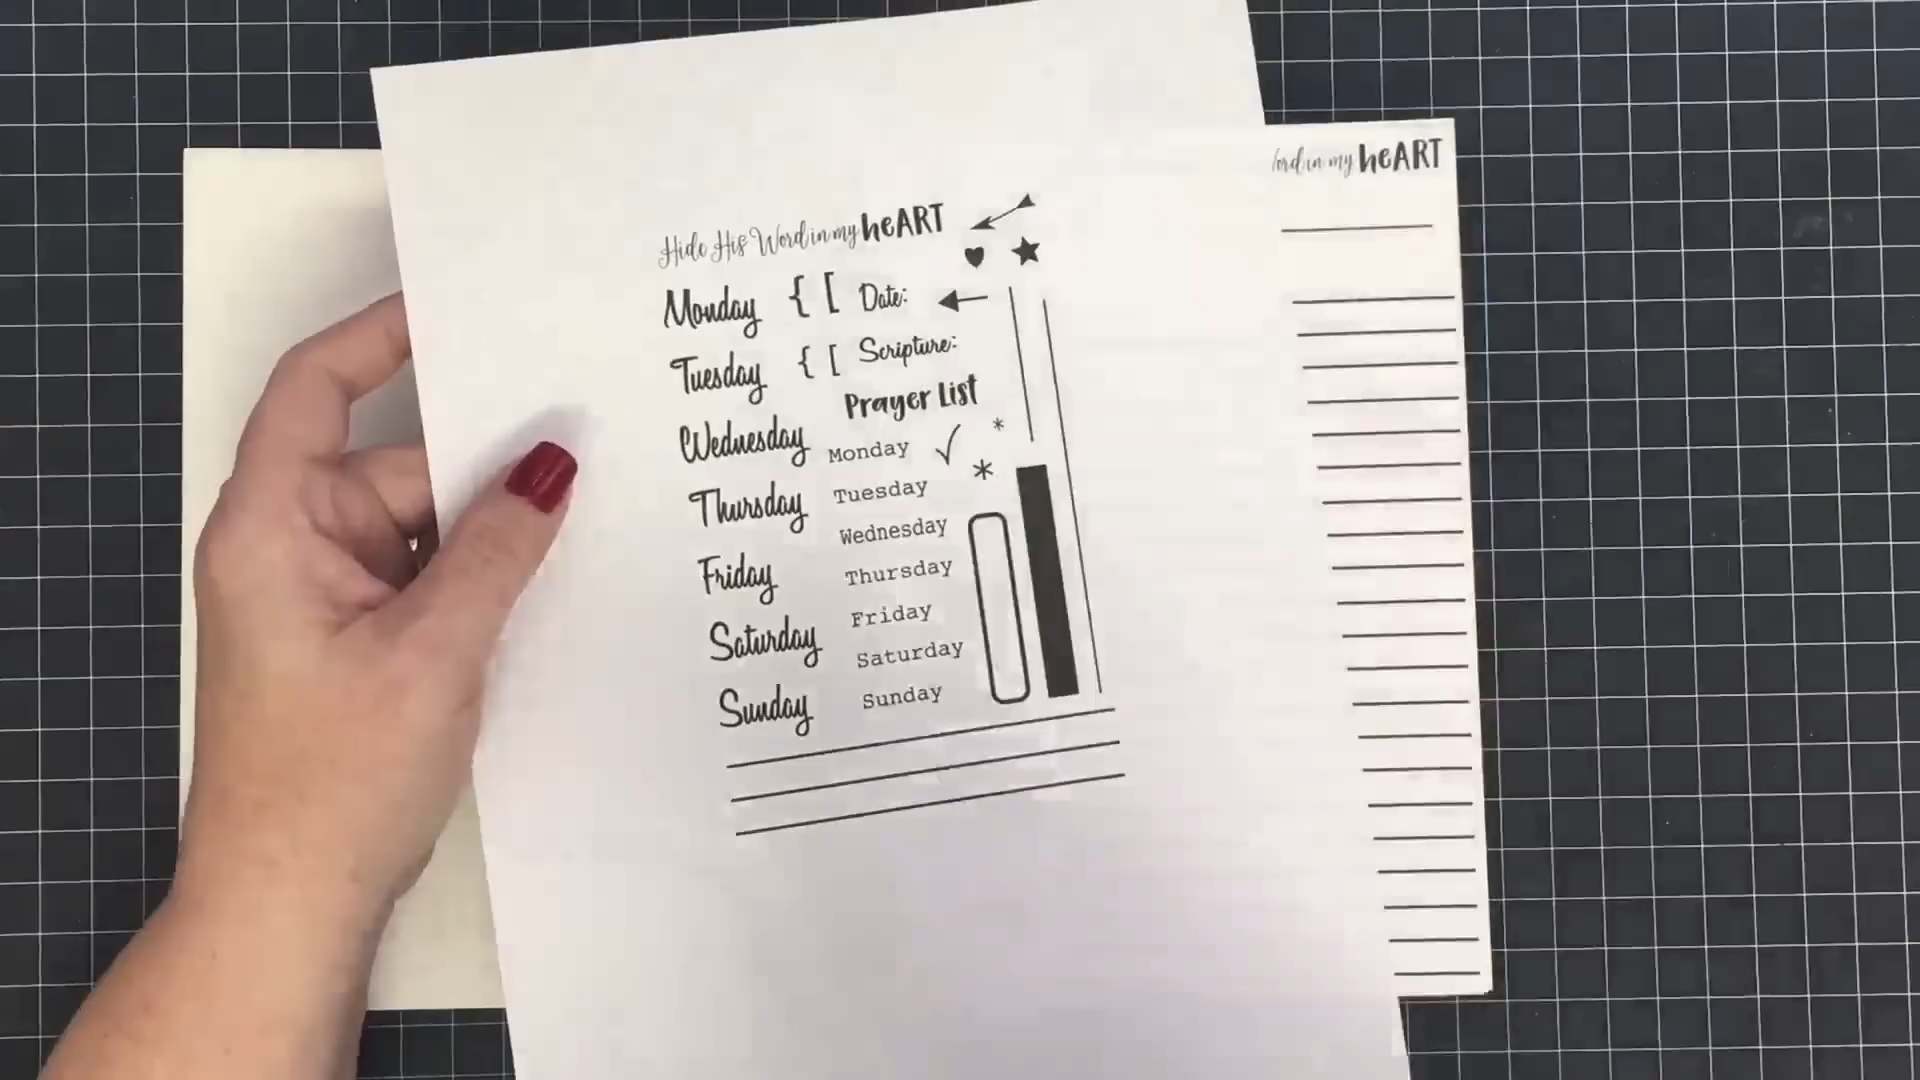 Hide His Word in my heART
Monday { [ Date:
Tuesday { [ Scripture:
Prayer List
Wednesday Monday ✓ *
Thursday Tuesday *
Wednesday
Friday Thursday
Saturday Friday
Saturday
Sunday Sunday
Word in my heART